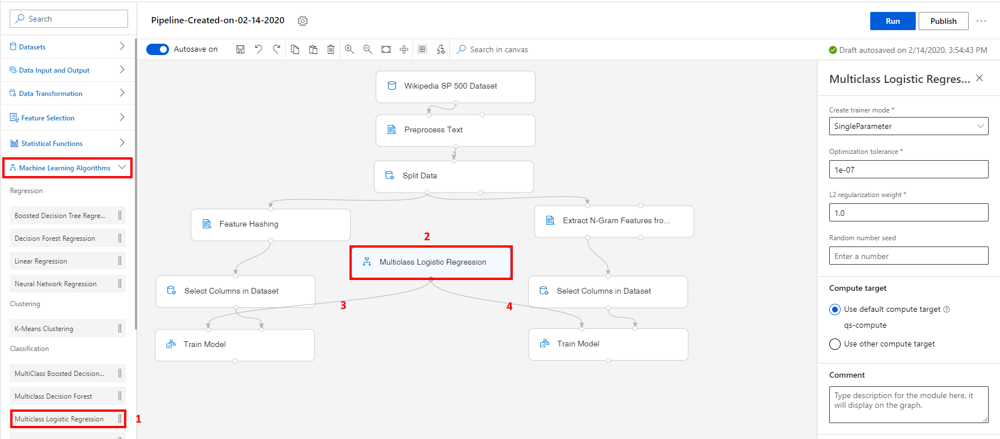 Search
Datasets
Data Input and Output
Data Transformation
Feature Selection
Statistical Functions
Machine Learning Algorithms
Regression
Boosted Decision Tree Regre...
Decision Forest Regression
Linear Regression
Neural Network Regression
Clustering
K-Means Clustering
Classification
MultiClass Boosted Decision...
Multiclass Decision Forest
Multiclass Logistic Regression
1
Pipeline-Created-on-02-14-2020
Run
Publish
Autosave on
Search in canvas
Draft autosaved on 2/14/2020, 3:54:43 PM
Wikipedia SP 500 Dataset
Preprocess Text
Split Data
Feature Hashing
Extract N-Gram Features fro...
2
Multiclass Logistic Regression
Select Columns in Dataset
Select Columns in Dataset
3
4
Train Model
Train Model
Multiclass Logistic Regres...
Create trainer mode *
SingleParameter
Optimization tolerance *
1e-07
L2 regularization weight *
1.0
Random number seed
Enter a number
Compute target
Use default compute target
qs-compute
Use other compute target
Comment
Type description for the module here, it
will display on the graph.